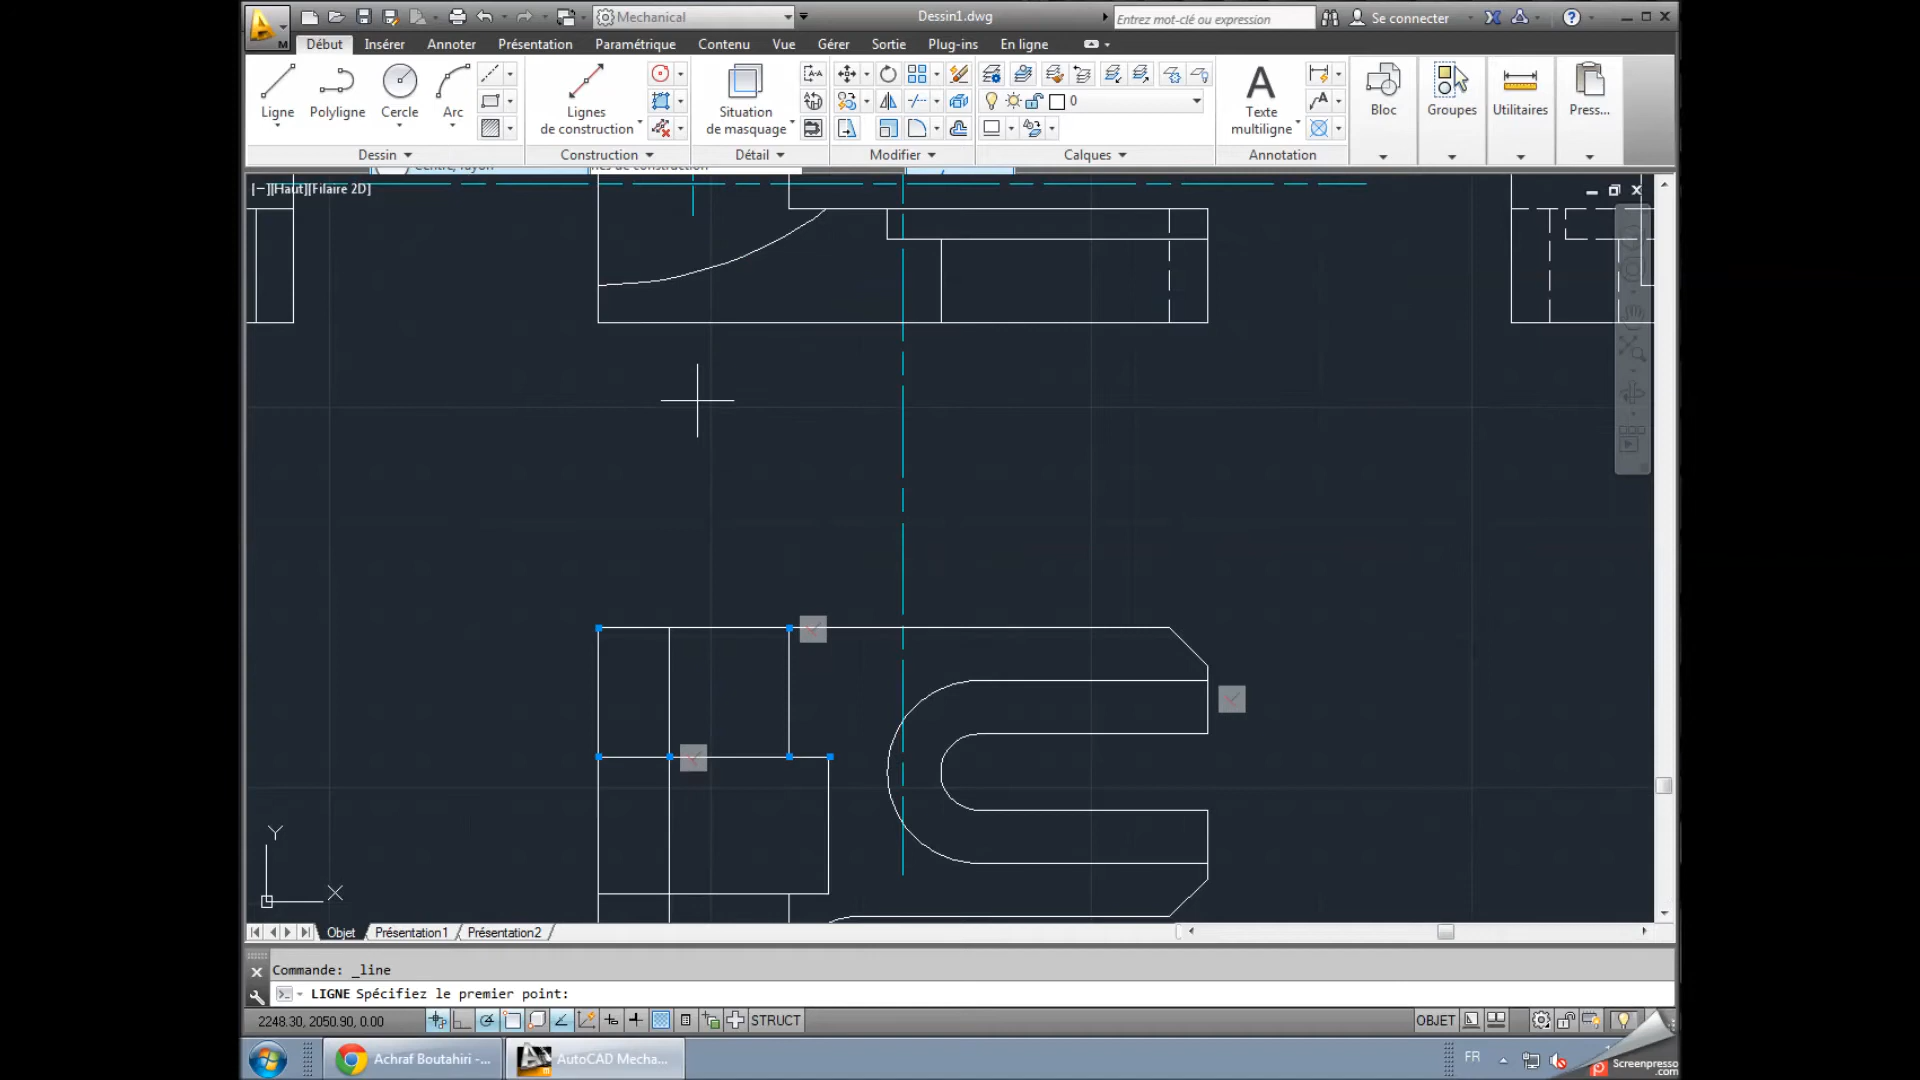 Mechanical
Dessin1.dwg
Entrez mot-clé ou expression
Se connecter
M
Début
Insérer
Annoter
Présentation
Paramétrique
Contenu
Vue
Gérer
Sortie
Plug-ins
En ligne
Ligne
Polyligne
Cercle
Arc
Lignes
de construction
Situation
de masquage
0
A
Texte
multiligne
Bloc
Groupes
Utilitaires
Press...
Dessin
Construction
Détail
Modifier
Calques
Annotation
[−][Haut][Filaire 2D]
Y
X
Objet
Présentation1
Présentation2
Commande: _line
LIGNE Spécifiez le premier point:
2248.30, 2050.90, 0.00
STRUCT
OBJET
Achraf Boutahiri -...
AutoCAD Mecha...
FR
Screenpresso
.com